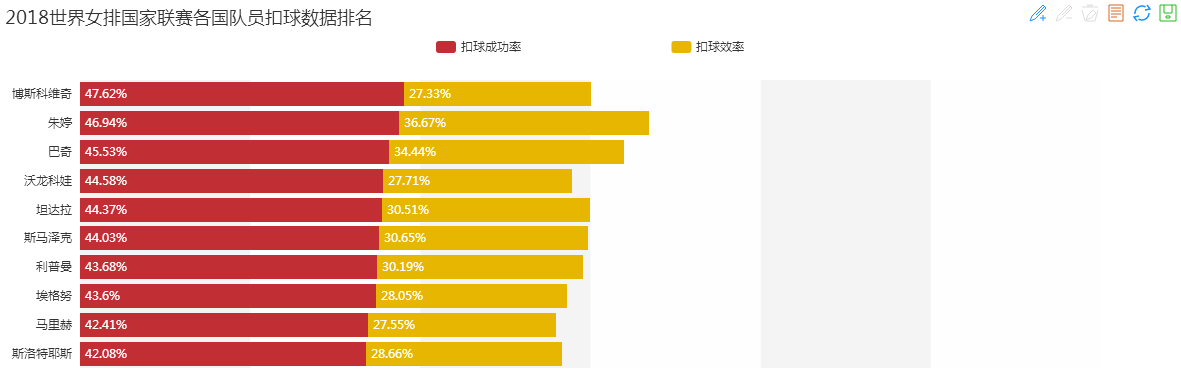 2018世界女排国家联赛各国队员扣球数据排名
扣球成功率 扣球效率
博斯科维奇 47.62% 27.33%
朱婷 46.94% 36.67%
巴奇 45.53% 34.44%
沃龙科娃 44.58% 27.71%
坦达拉 44.37% 30.51%
斯马泽克 44.03% 30.65%
利普曼 43.68% 30.19%
埃格努 43.6% 28.05%
马里赫 42.41% 27.55%
斯洛特耶斯 42.08% 28.66%